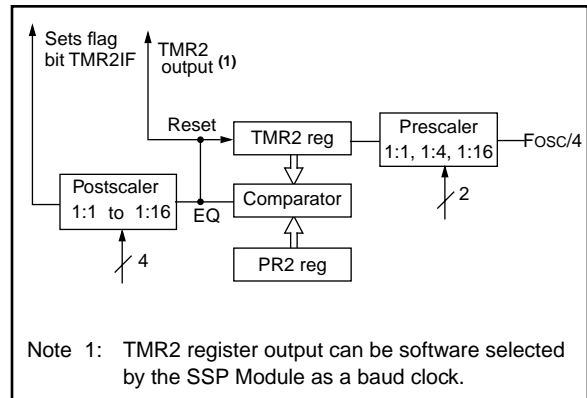 Sets flag
bit TMR2IF
TMR2
output (1)
Reset
TMR2 reg
Prescaler
1:1, 1:4, 1:16
FOSC/4
2
Postscaler
1:1 to 1:16
EQ
Comparator
4
PR2 reg
Note 1: TMR2 register output can be software selected
by the SSP Module as a baud clock.